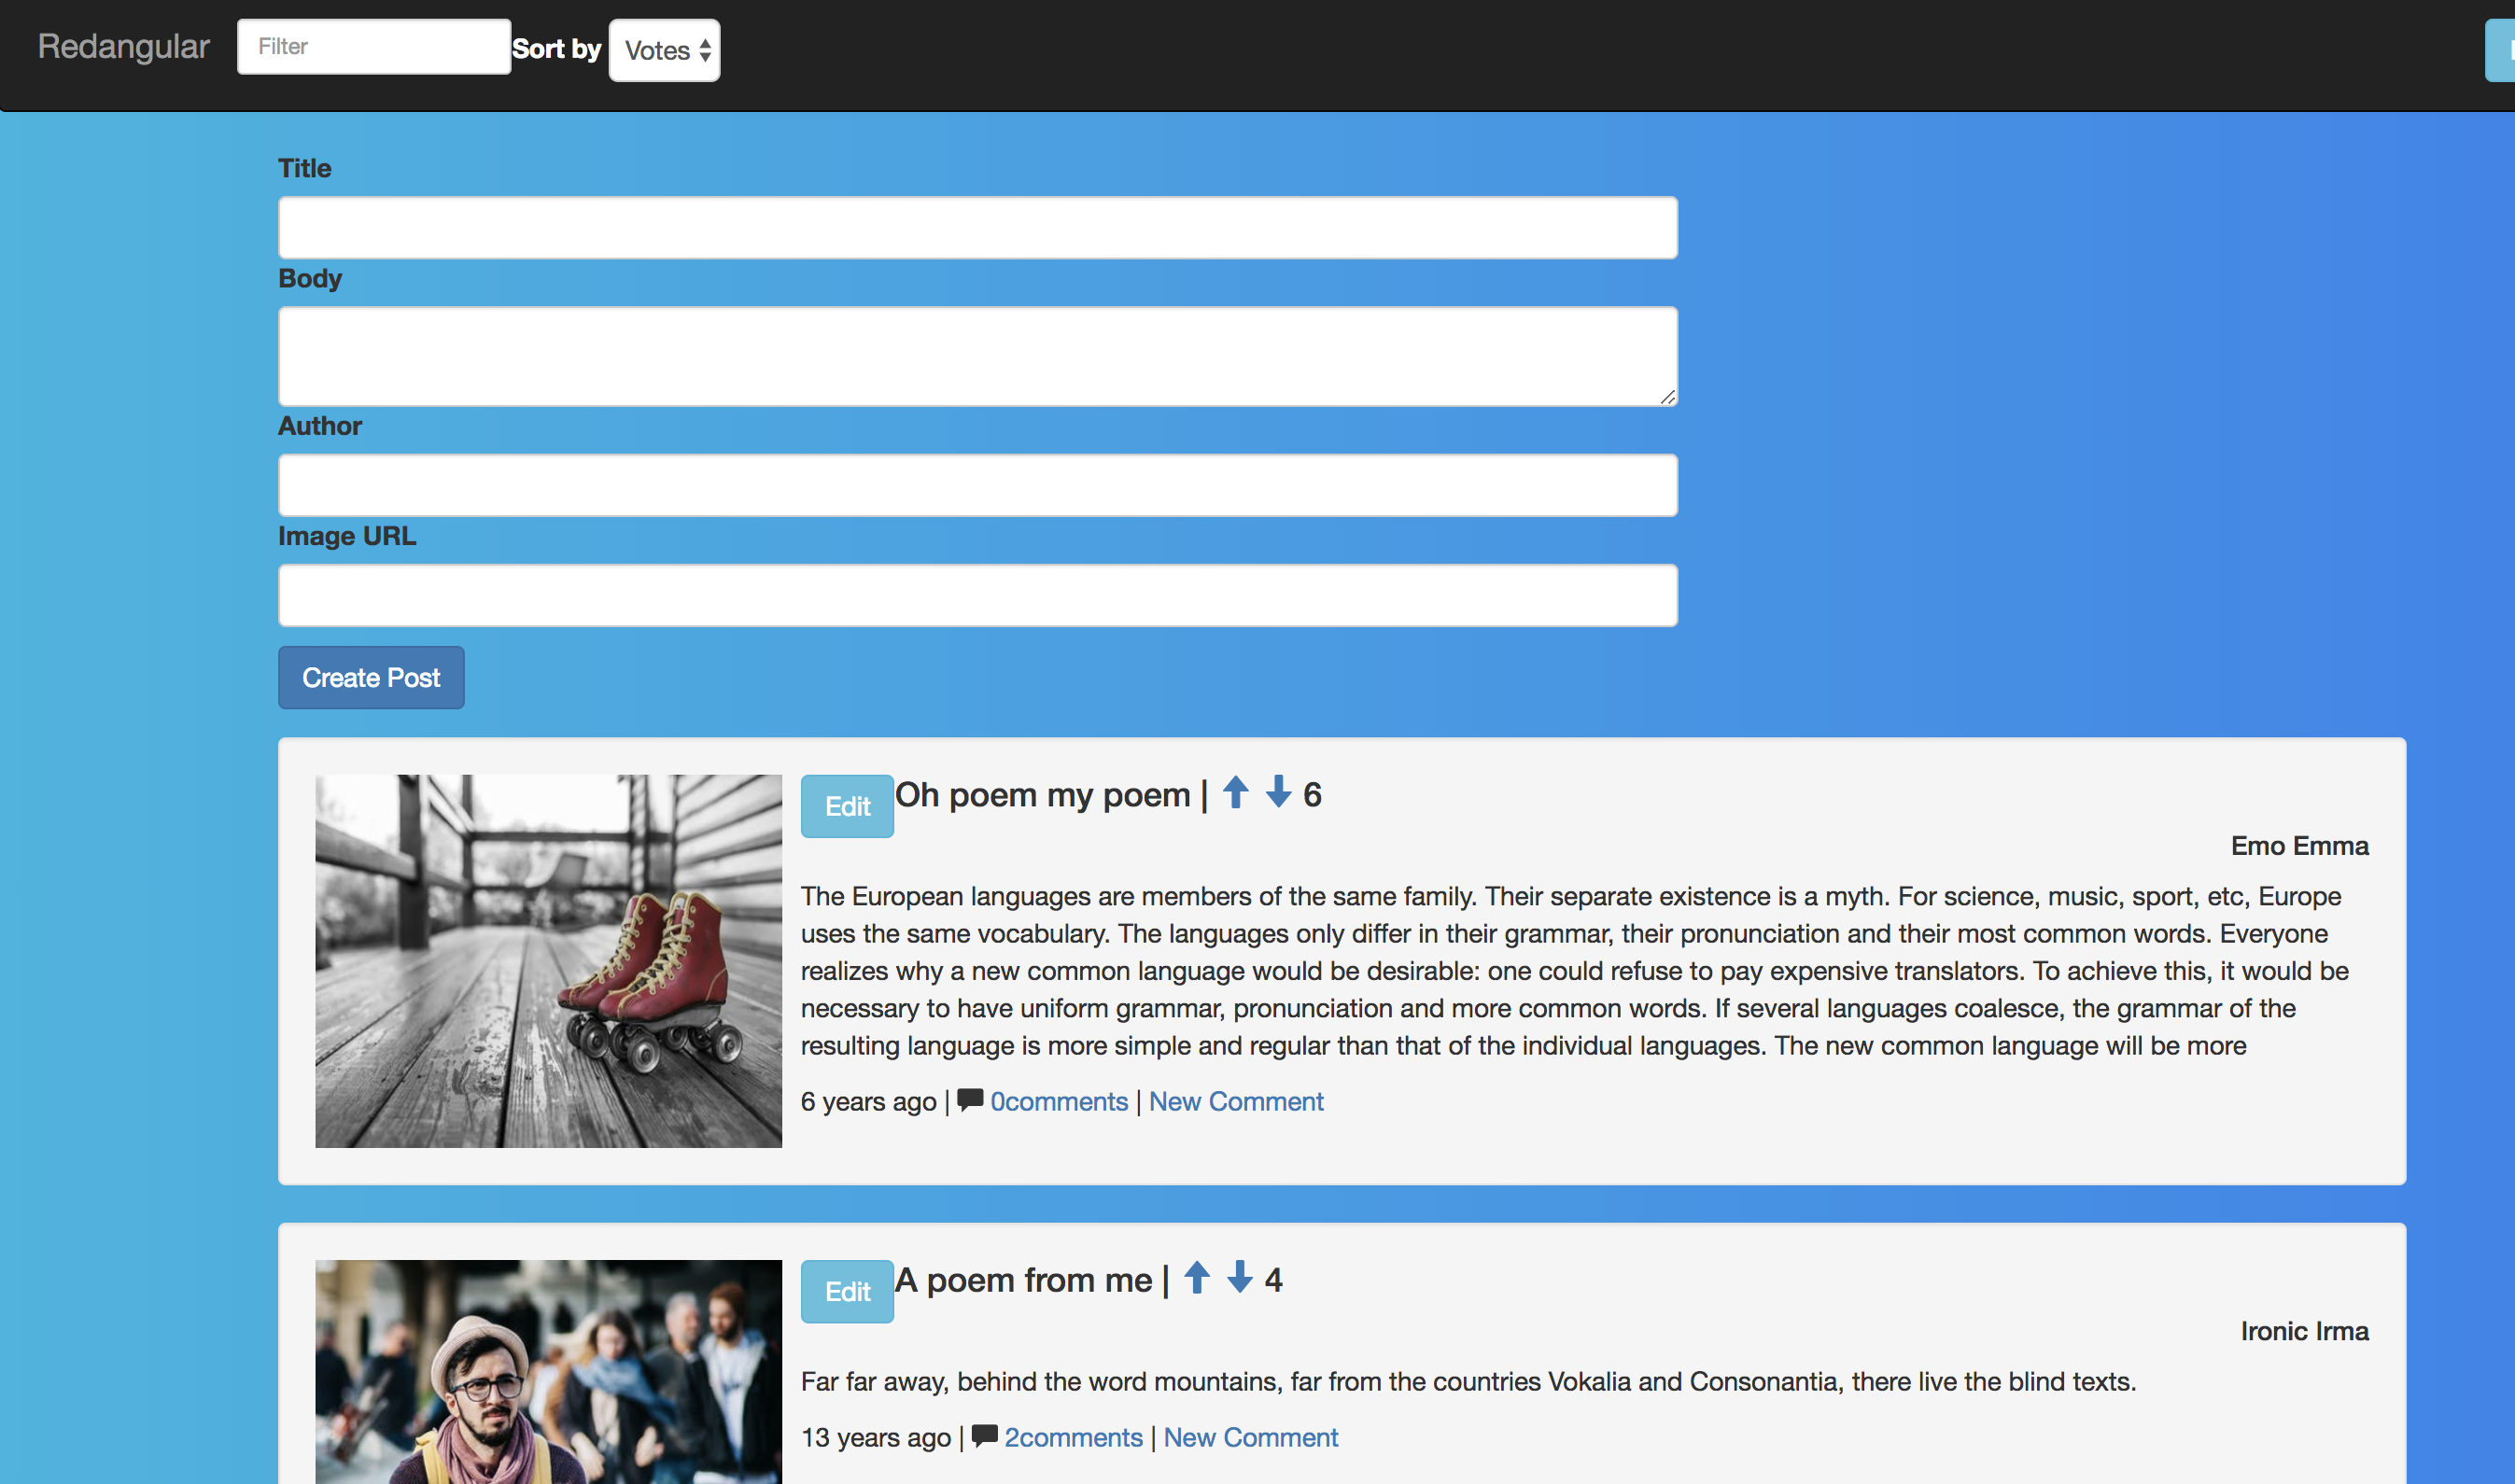 Redangular Filter Sort by Votes
Title
Body
Author
Image URL
Create Post
Edit Oh poem my poem | 6
Emo Emma
The European languages are members of the same family. Their separate existence is a myth. For science, music, sport, etc, Europe
uses the same vocabulary. The languages only differ in their grammar, their pronunciation and their most common words. Everyone
realizes why a new common language would be desirable: one could refuse to pay expensive translators. To achieve this, it would be
necessary to have uniform grammar, pronunciation and more common words. If several languages coalesce, the grammar of the
resulting language is more simple and regular than that of the individual languages. The new common language will be more
6 years ago | 0comments | New Comment
Edit A poem from me | 4
Ironic Irma
Far far away, behind the word mountains, far from the countries Vokalia and Consonantia, there live the blind texts.
13 years ago | 2comments | New Comment